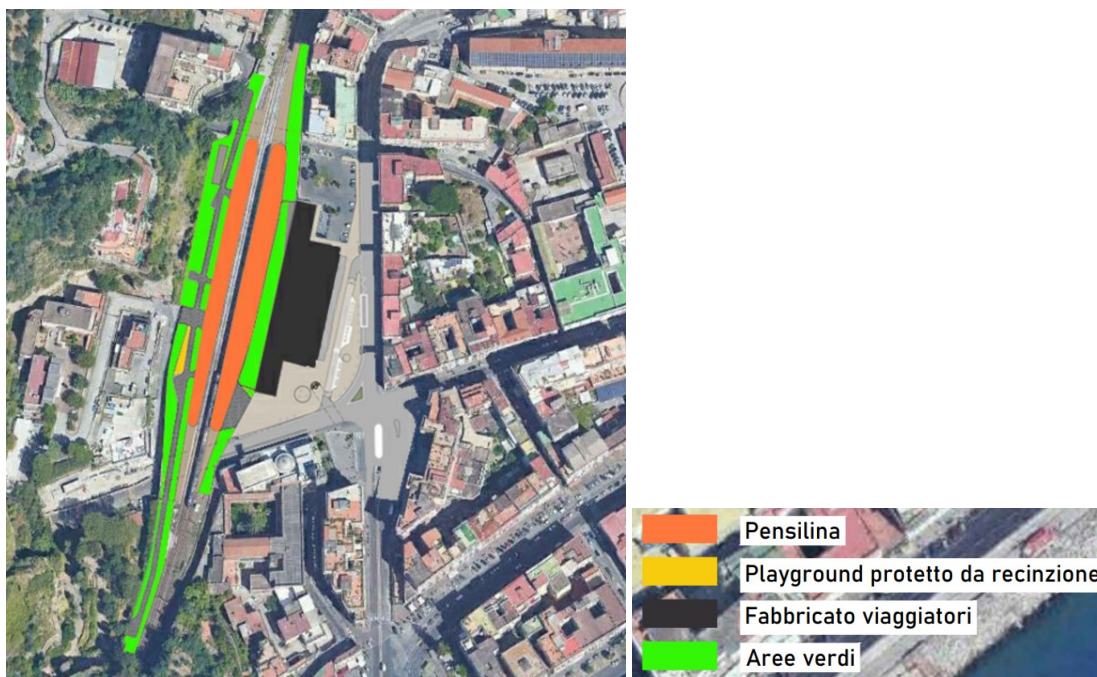 Pensilina
Playground protetto da recinzione
Fabbricato viaggiatori
Aree verdi